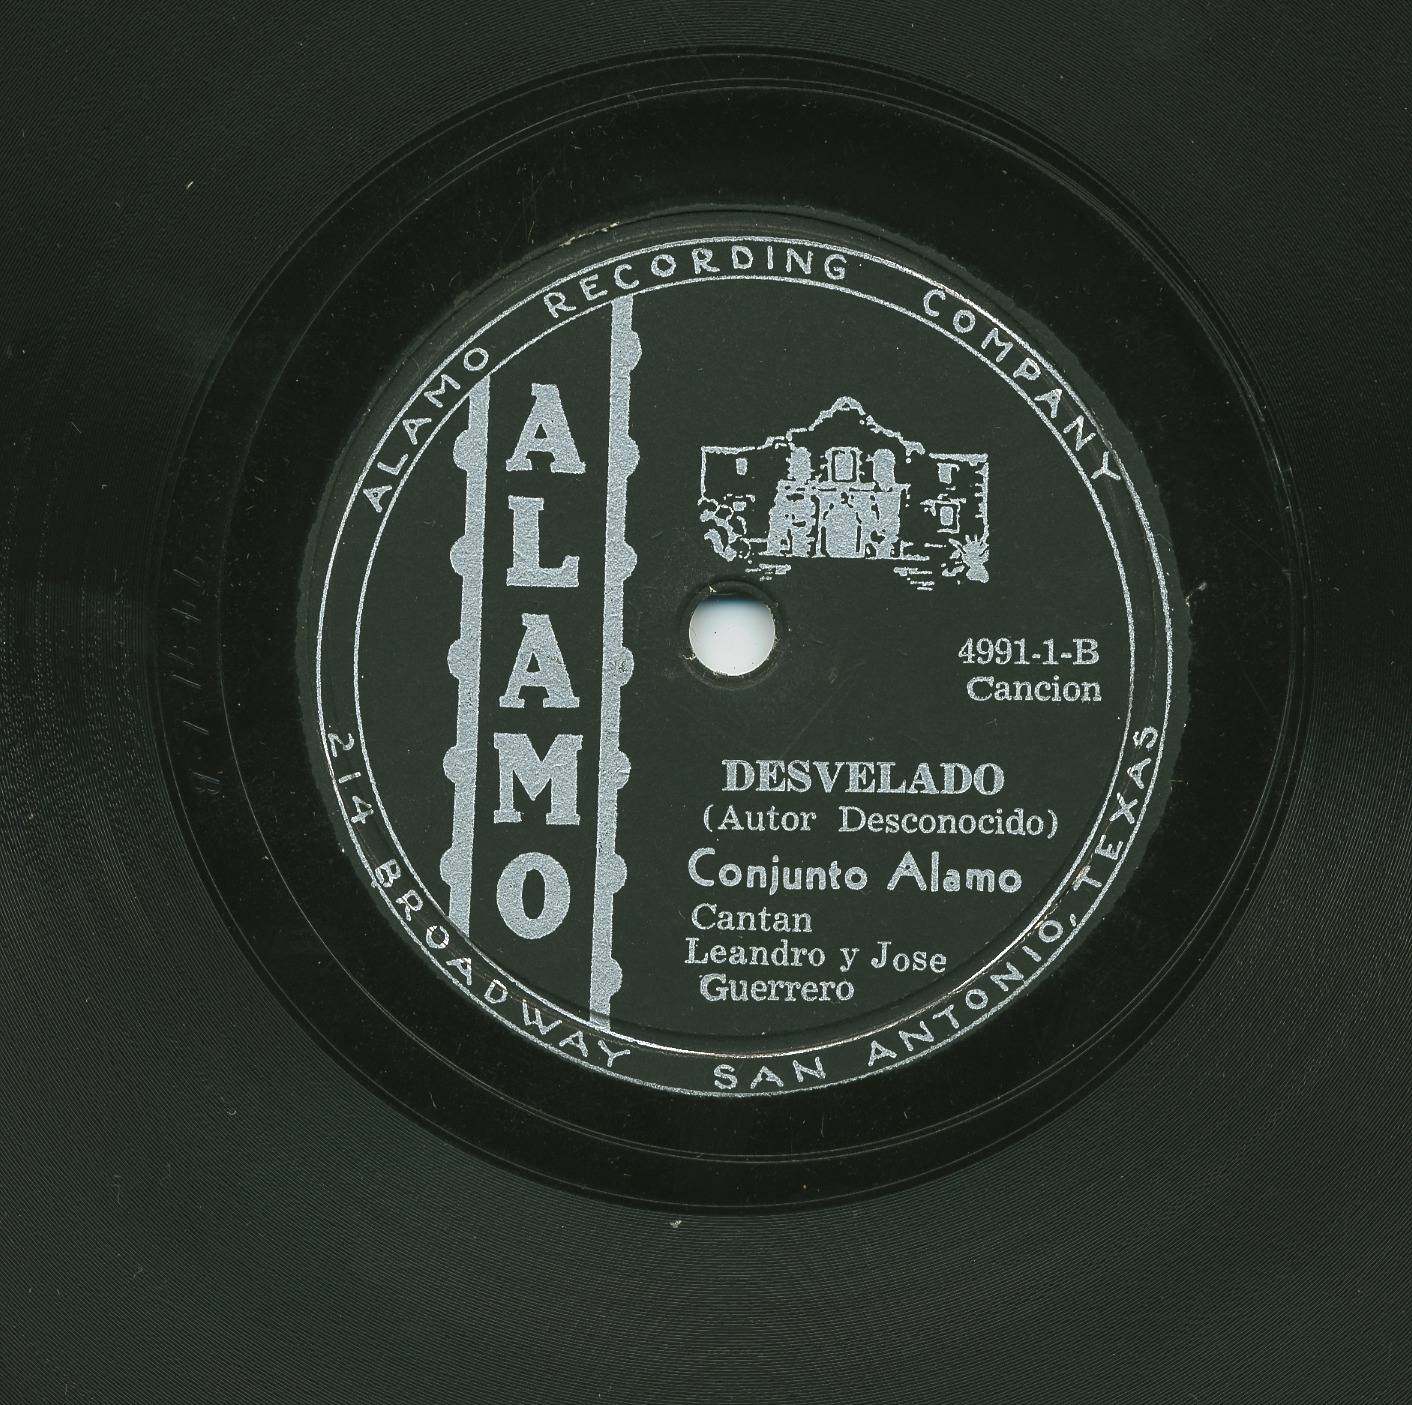 ALAMO RECORDING COMPANY
ALAMO
4991-1-B
Cancion
DESVELADO
(Autor Desconocido)
Conjunto Alamo
Cantan
Leandro y Jose
Guerrero
214 BROADWAY SAN ANTONIO, TEXAS